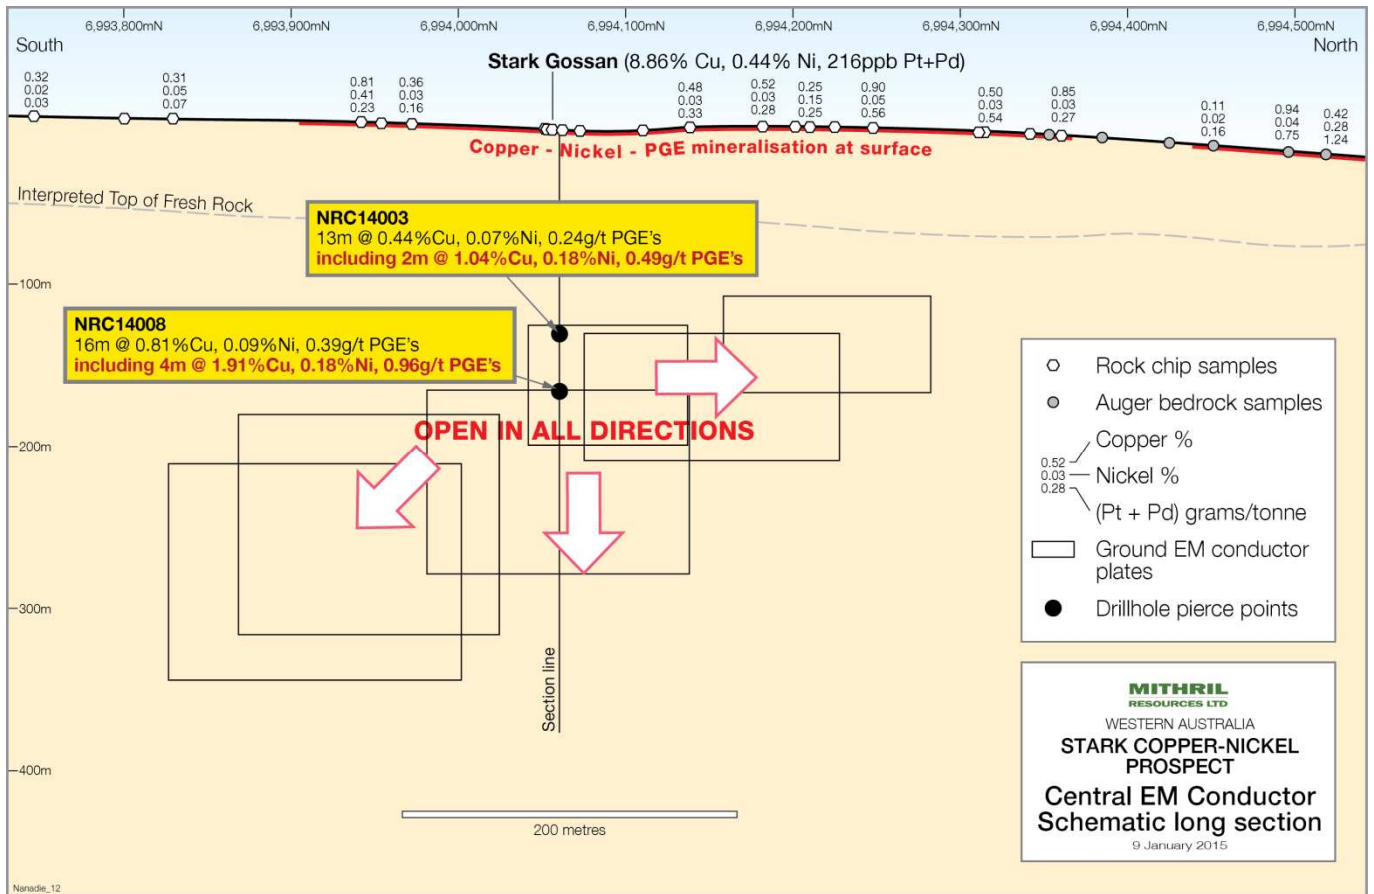 6,993,800mN 6,993,900mN 6,994,000mN 6,994,100mN 6,994,200mN 6,994,300mN 6,994,400mN 6,994,500mN
South
North
Stark Gossan (8.86% Cu, 0.44% Ni, 216ppb Pt+Pd)
0.32
0.02
0.03
0.31
0.05
0.07
0.81
0.41
0.23
0.36
0.03
0.16
0.48
0.03
0.33
0.52
0.03
0.28
0.25
0.15
0.25
0.90
0.05
0.56
0.50
0.03
0.54
0.85
0.03
0.27
0.11
0.02
0.16
0.94
0.04
0.75
0.42
0.28
1.24
Copper - Nickel - PGE mineralisation at surface
Interpreted Top of Fresh Rock
NRC14003
13m @ 0.44%Cu, 0.07%Ni, 0.24g/t PGE's
including 2m @ 1.04%Cu, 0.18%Ni, 0.49g/t PGE's
100m
NRC14008
16m @ 0.81%Cu, 0.09%Ni, 0.39g/t PGE's
including 4m @ 1.91%Cu, 0.18%Ni, 0.96g/t PGE's
OPEN IN ALL DIRECTIONS
200m
300m
400m
Section line
200 metres
Rock chip samples
Auger bedrock samples
Copper %
0.52
0.03
0.28
Nickel %
(Pt + Pd) grams/tonne
Ground EM conductor
plates
Drillhole pierce points
MITHRIL
RESOURCES LTD
WESTERN AUSTRALIA
STARK COPPER-NICKEL
PROSPECT
Central EM Conductor
Schematic long section
9 January 2015
Nanadie_12